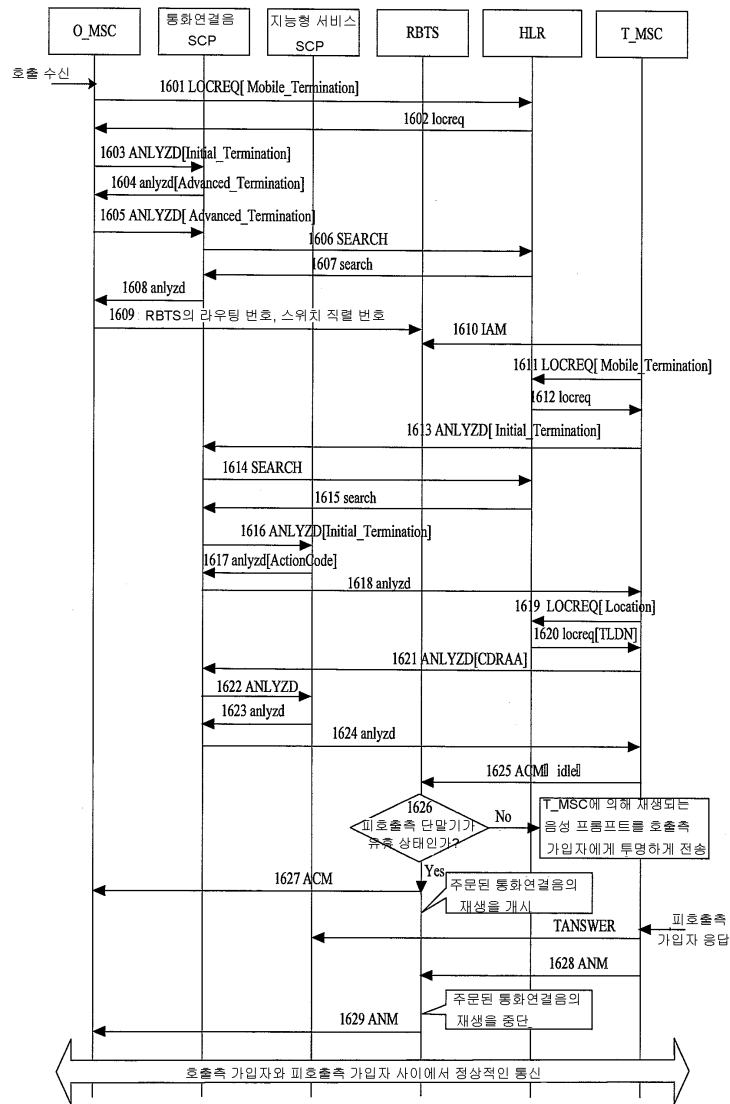 O_MSC
통화연결음
SCP
지능형 서비스
SCP
RBTS
HLR
T_MSC
호출 수신
1601 LOCREQ[ Mobile_Termination]
1602 locreq
1603 ANLYZD[Initial_Termination]
1604 anlyzd[Advanced_Termination]
1605 ANLYZD[ Advanced_Termination]
1606 SEARCH
1607 search
1608 anlyzd
1609 : RBTS의 라우팅 번호, 스위치 직렬 번호
1610 IAM
1611 LOCREQ[ Mobile_Termination]
1612 locreq
1613 ANLYZD[ Initial_Termination]
1614 SEARCH
1615 search
1616 ANLYZD[Initial_Termination]
1617 anlyzd[ActionCode]
1618 anlyzd
1619 LOCREQ[ Location]
1620 locreq[TLDN]
1621 ANLYZD[CDRAA]
1622 ANLYZD
1623 anlyzd
1624 anlyzd
1625 ACM idle
1626
피호출측 단말기가
유휴 상태인가?
No
T_MSC에 의해 재생되는
음성 프롬프트를 호출측
가입자에게 투명하게 전송
Yes
1627 ACM
주문된 통화연결음의
재생을 개시
TANSWER
피호출측
가입자 응답
1628 ANM
주문된 통화연결음의
재생을 중단
1629 ANM
호출측 가입자와 피호출측 가입자 사이에서 정상적인 통신